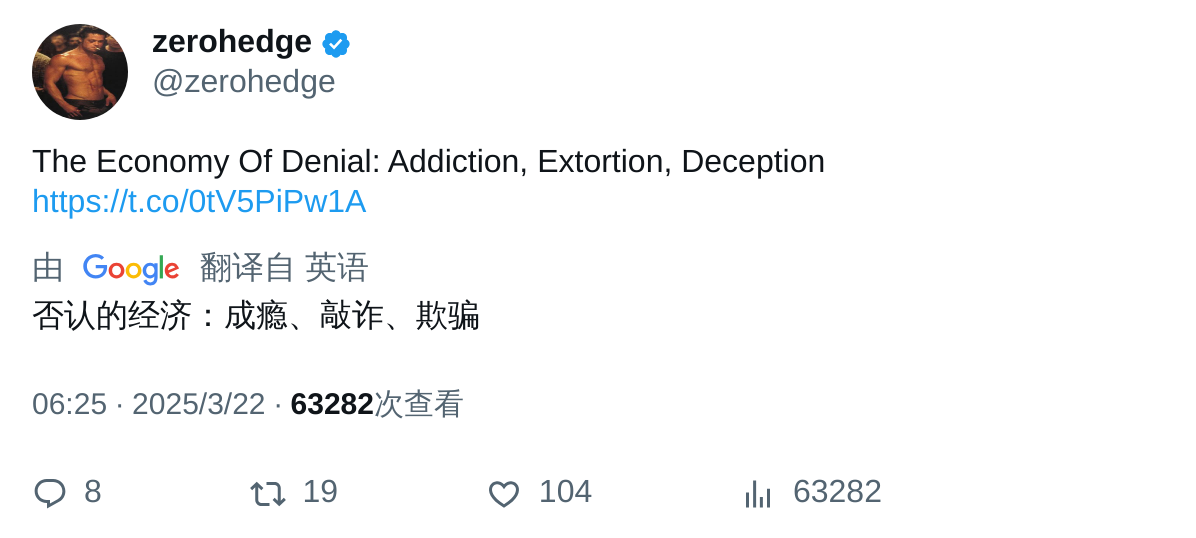 zerohedge
@zerohedge
The Economy Of Denial: Addiction, Extortion, Deception
https://t.co/0tV5PiPw1A
由 Google 翻译自 英语
否认的经济：成瘾、敲诈、欺骗
06:25 · 2025/3/22 · 63282次查看
8 19 104 63282